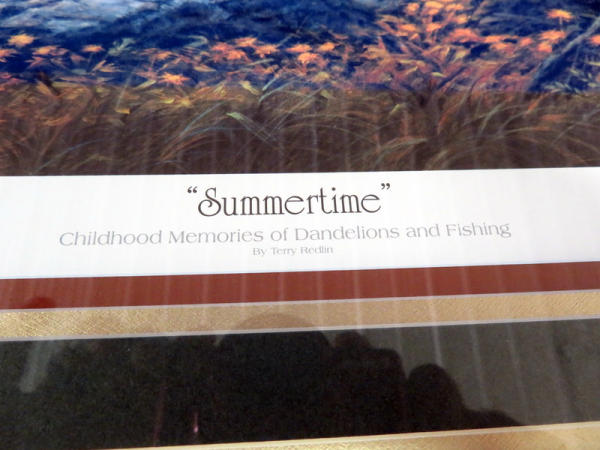 “Summertime”
Childhood Memories of Dandelions and Fishing
By Terry Redlin